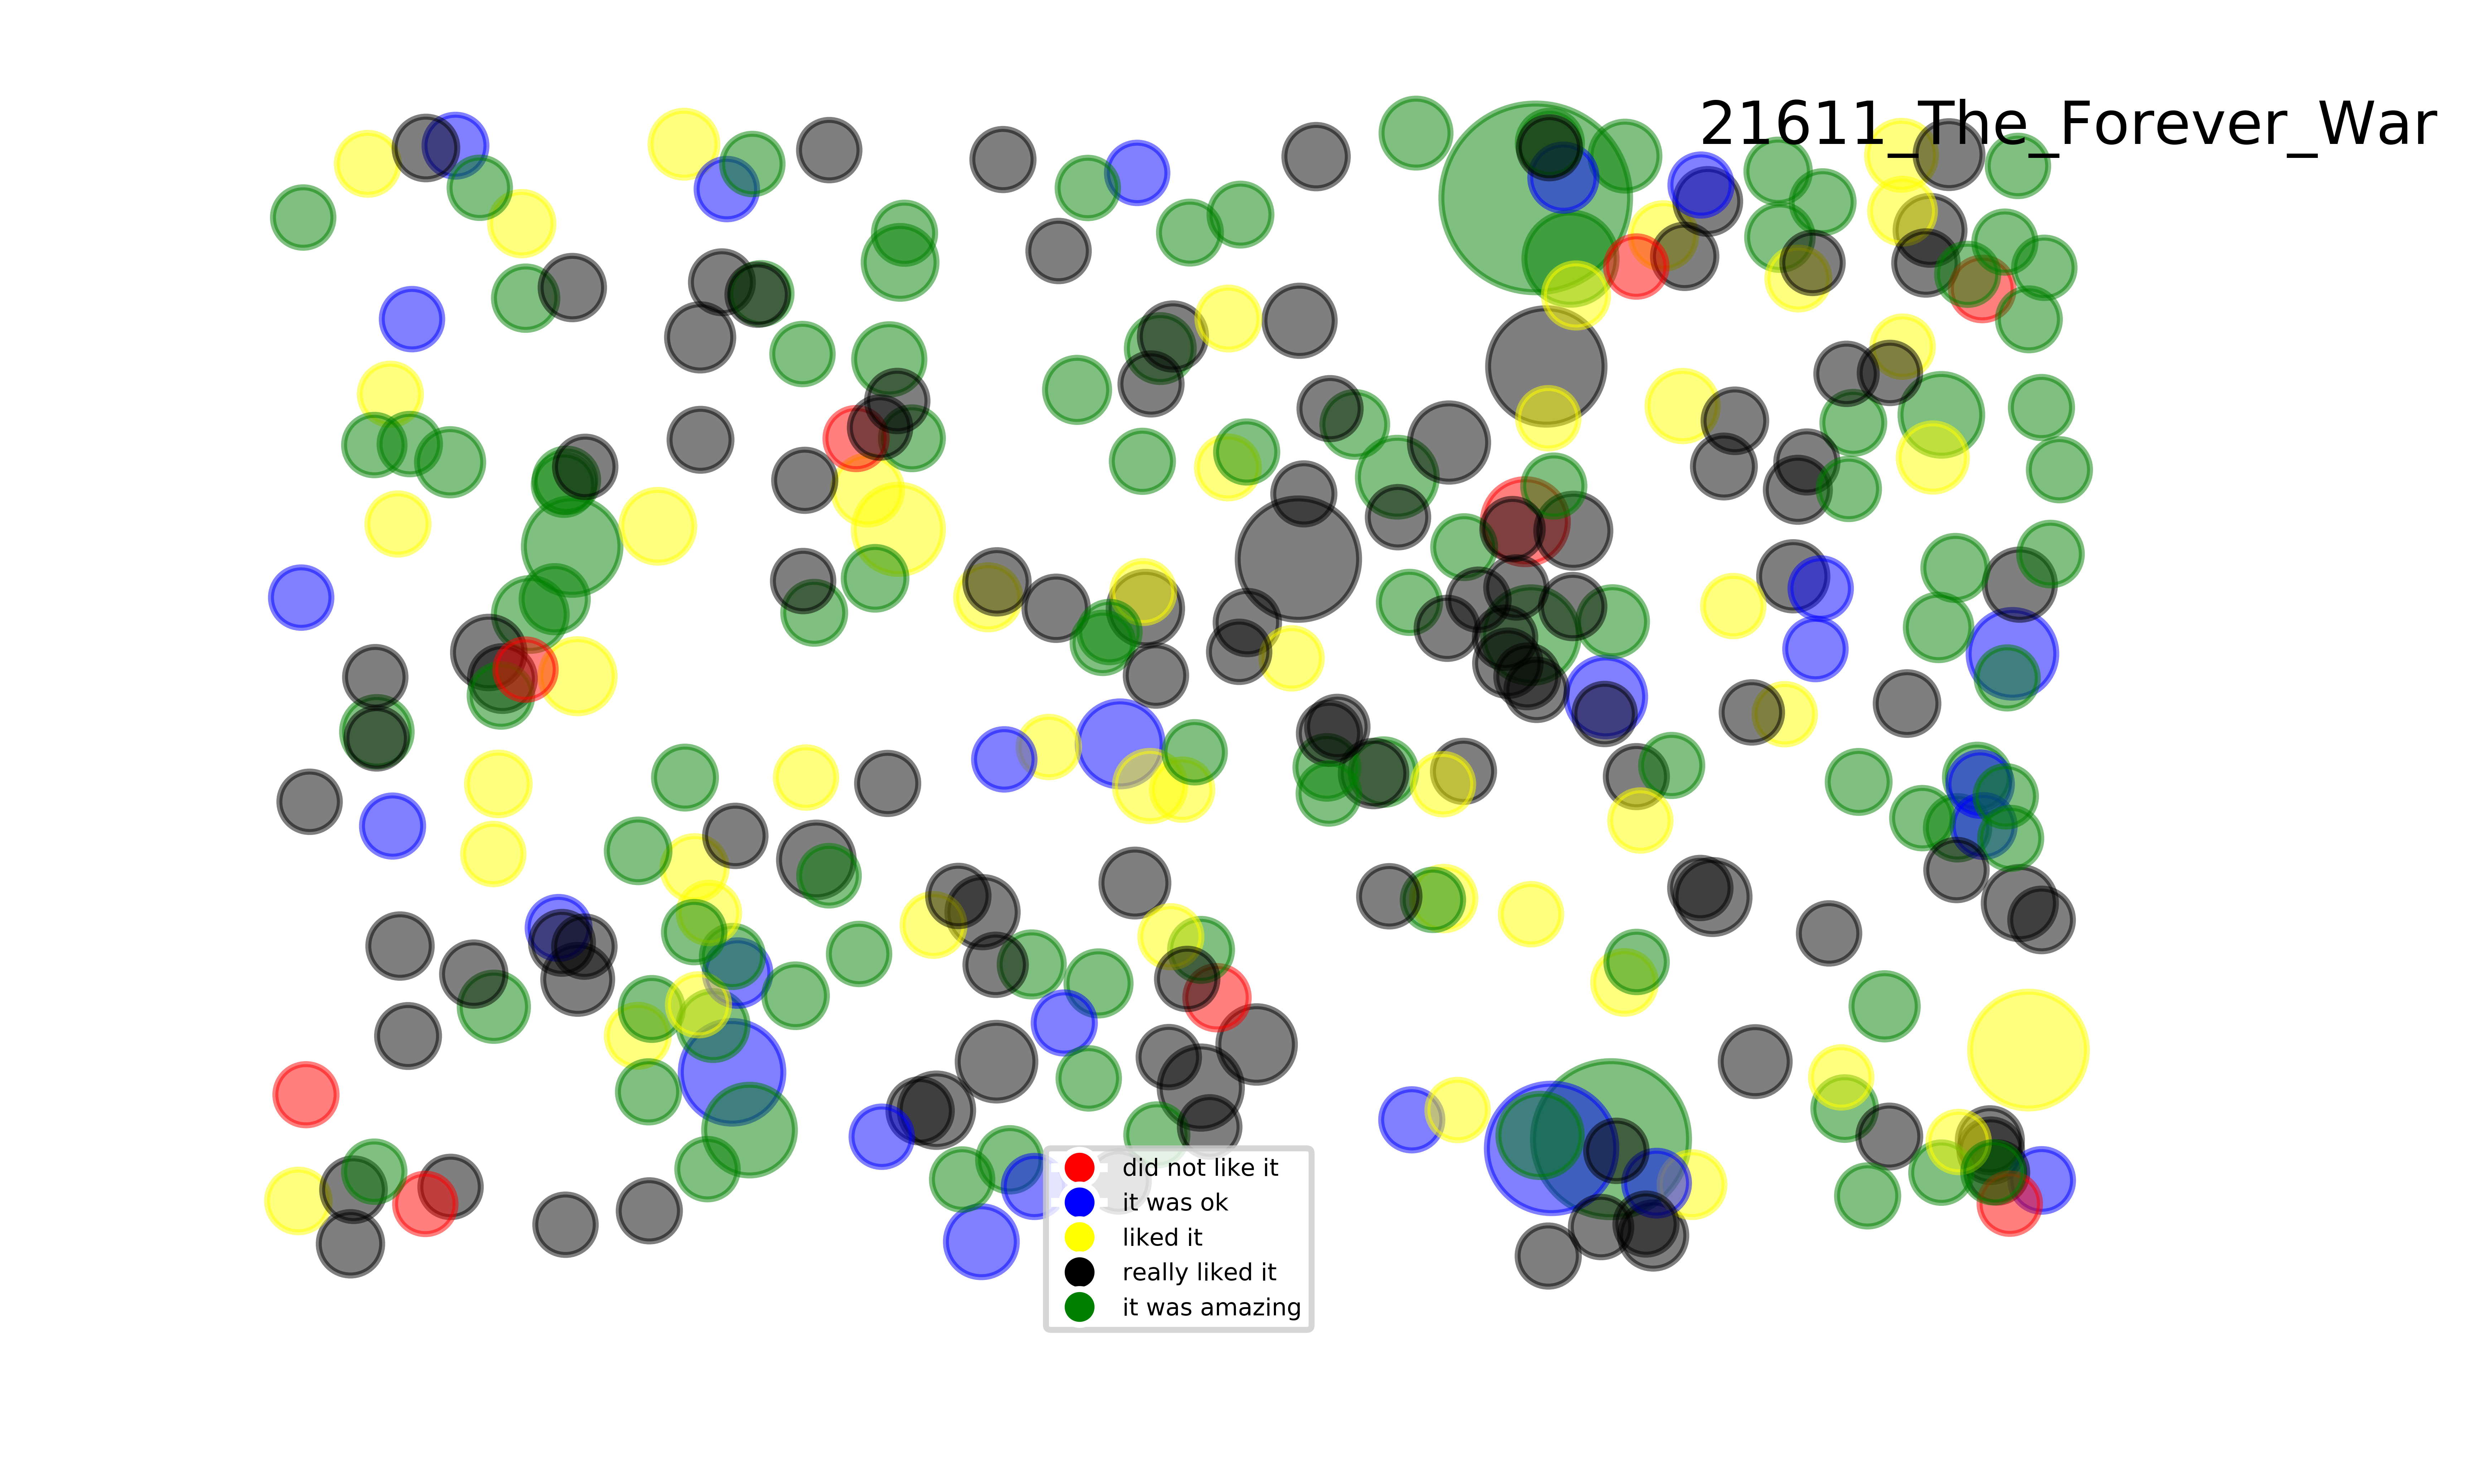 21611_The_Forever_War
did not like it
it was ok
liked it
really liked it
it was amazing